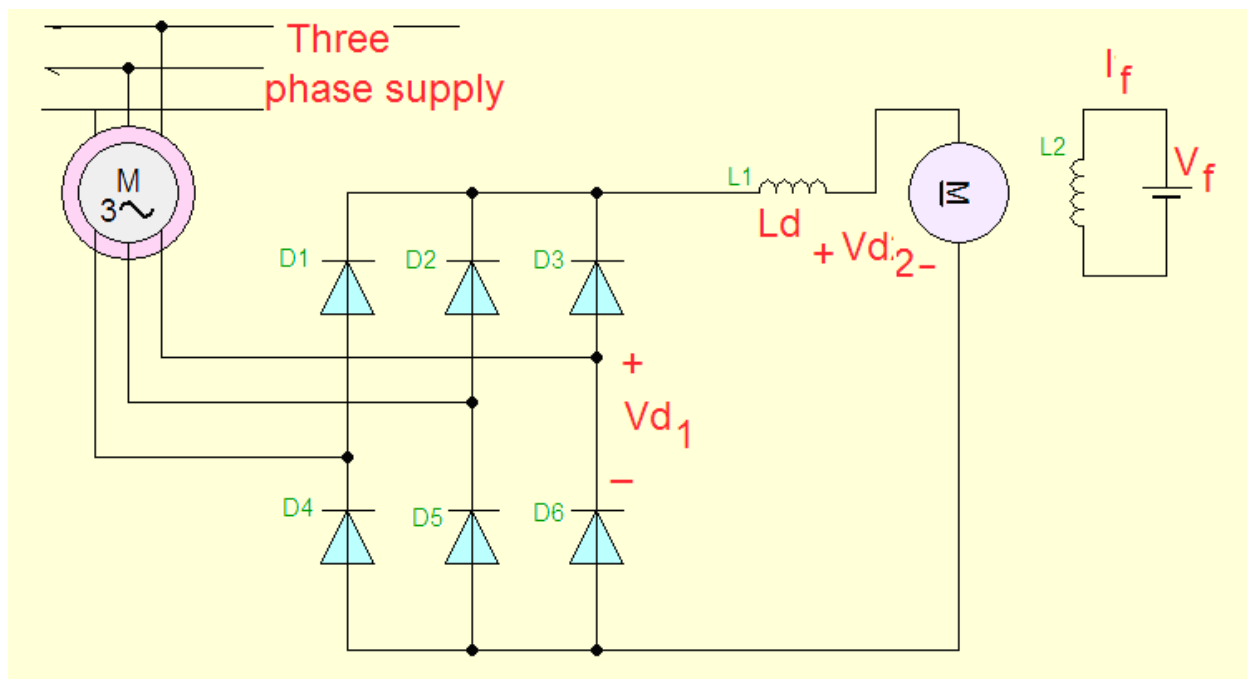 Three
phase supply
I f
M
3
L1
L2
V f
M
Ld
+ Vd 2 −
D1
D2
D3
+
Vd 1
−
D4
D5
D6